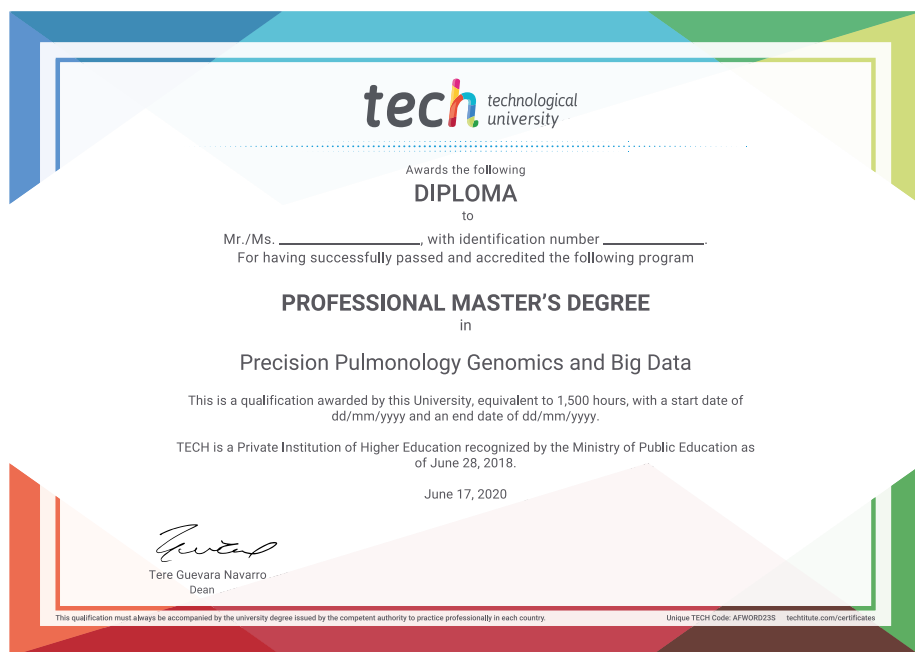 tech technological
university
Awards the following
DIPLOMA
to
Mr./Ms. ____________________, with identification number ______________.
For having successfully passed and accredited the following program
PROFESSIONAL MASTER'S DEGREE
in
Precision Pulmonology Genomics and Big Data
This is a qualification awarded by this University, equivalent to 1,500 hours, with a start date of
dd/mm/yyyy and an end date of dd/mm/yyyy.
TECH is a Private Institution of Higher Education recognized by the Ministry of Public Education as
of June 28, 2018.
June 17, 2020
Tere Guevara Navarro
Dean
This qualification must always be accompanied by the university degree issued by the competent authority to practice professionally in each country.
Unique TECH Code: AFWORD23S techtitute.com/certificates